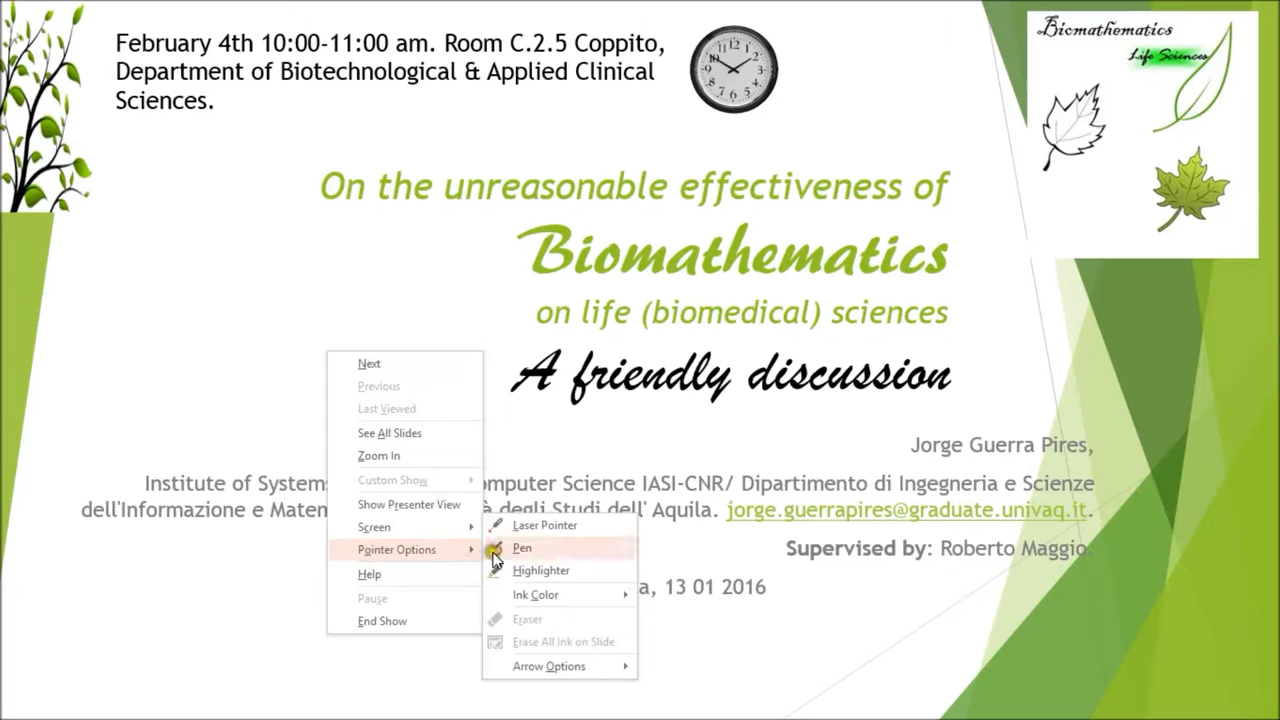 February 4th 10:00-11:00 am. Room C.2.5 Coppito,
Department of Biotechnological & Applied Clinical
Sciences.
Biomathematics
Life Sciences
On the unreasonable effectiveness of
Biomathematics
on life (biomedical) sciences
A friendly discussion
Jorge Guerra Pires,
Institute of Systems
omputer Science IASI-CNR/ Dipartimento di Ingegneria e Scienze
dell'Informazione e Matem
à degli Studi dell' Aquila. jorge.guerrapires@graduate.univaq.it.
Supervised by: Roberto Maggio.
a, 13 01 2016
Next
Previous
Last Viewed
See All Slides
Zoom In
Custom Show
Show Presenter View
Screen
Pointer Options
Help
Pause
End Show
Laser Pointer
Pen
Highlighter
Ink Color
Eraser
Erase All Ink on Slide
Arrow Options